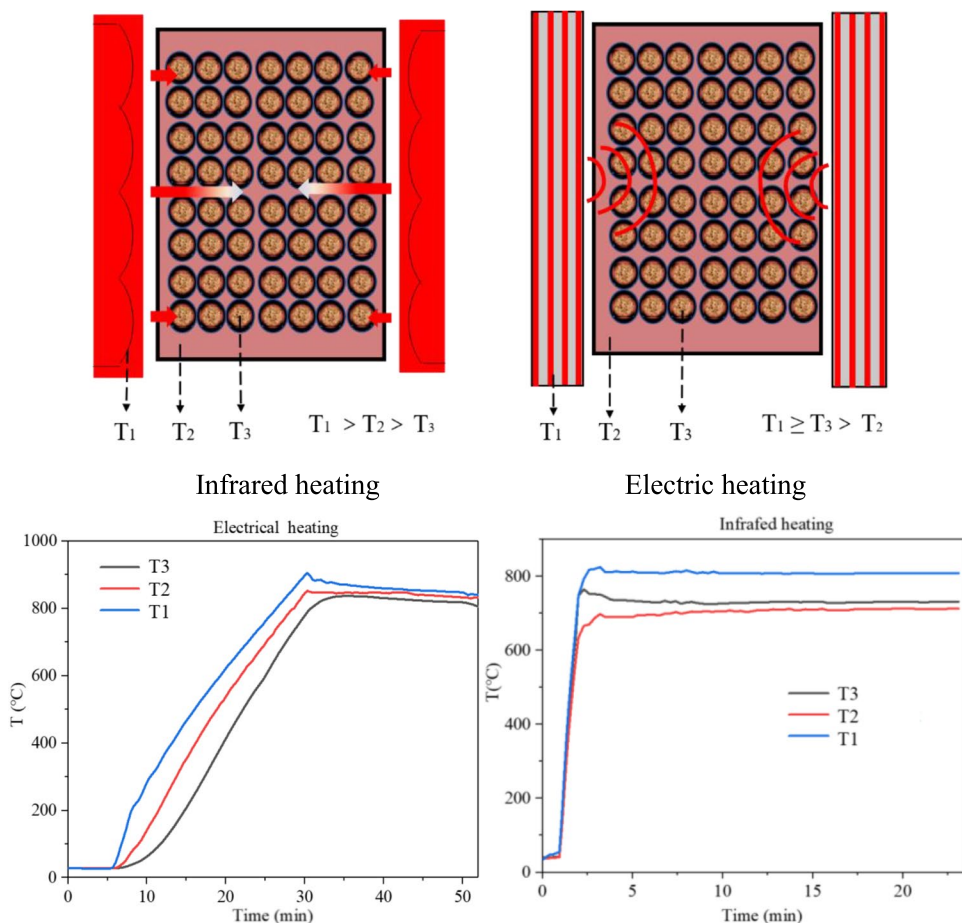 T1
T2
T3
T1 > T2 > T3
Infrared heating
T1
T2
T3
T1 ≥ T3 > T2
Electric heating
Electrical heating
T3
T2
T1
1000
800
600
400
200
0
T (°C)
0
10
20
30
40
50
Time (min)
Infrafed heating
T3
T2
T1
800
600
400
200
0
T(°C)
0
5
10
15
20
Time (min)